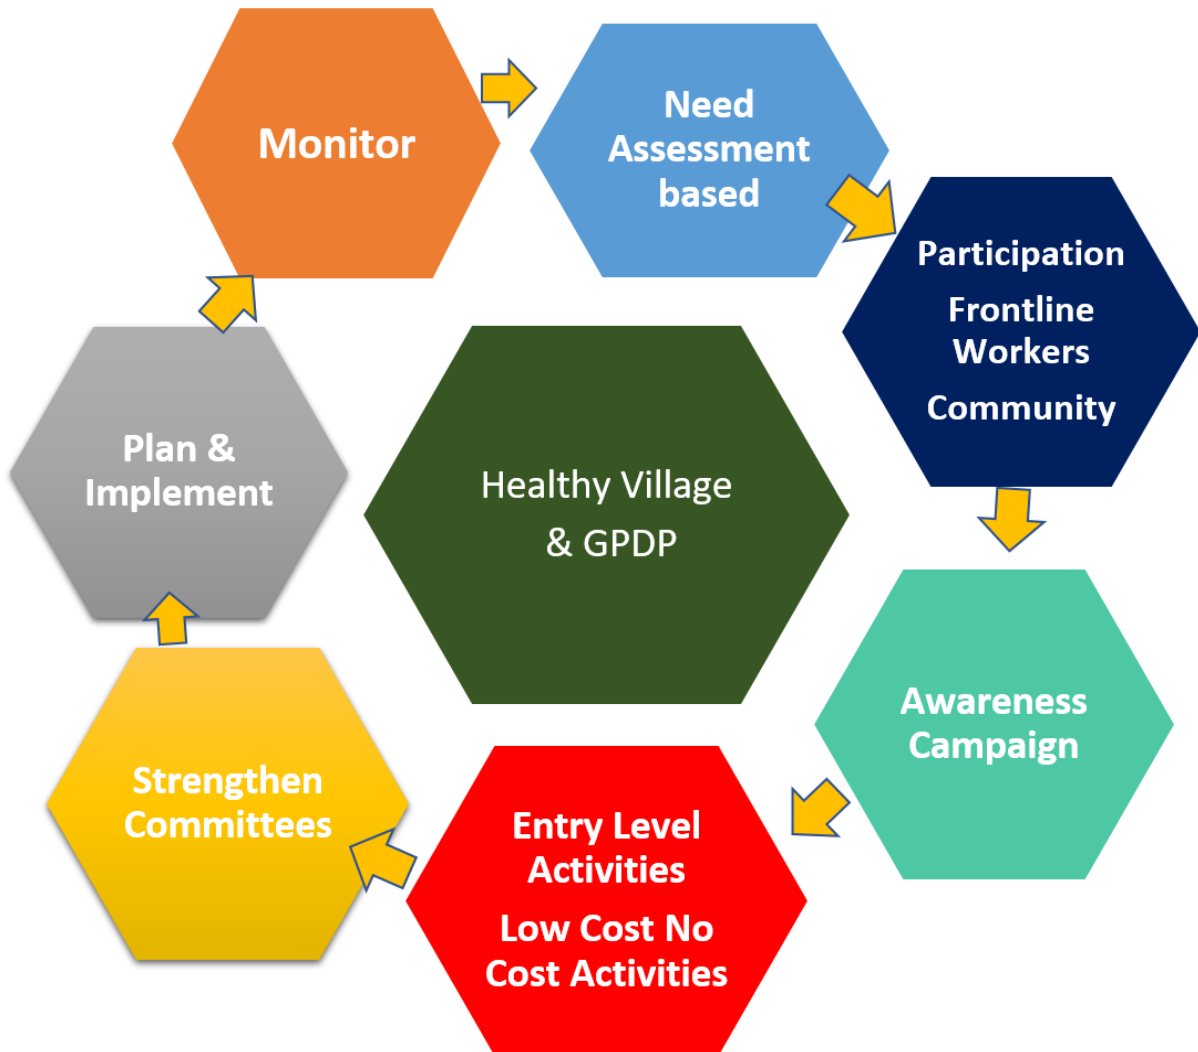 Monitor
Need
Assessment
based
Participation
Frontline
Workers
Community
Awareness
Campaign
Entry Level
Activities
Low Cost No
Cost Activities
Strengthen
Committees
Plan &
Implement
Healthy Village
& GPDP